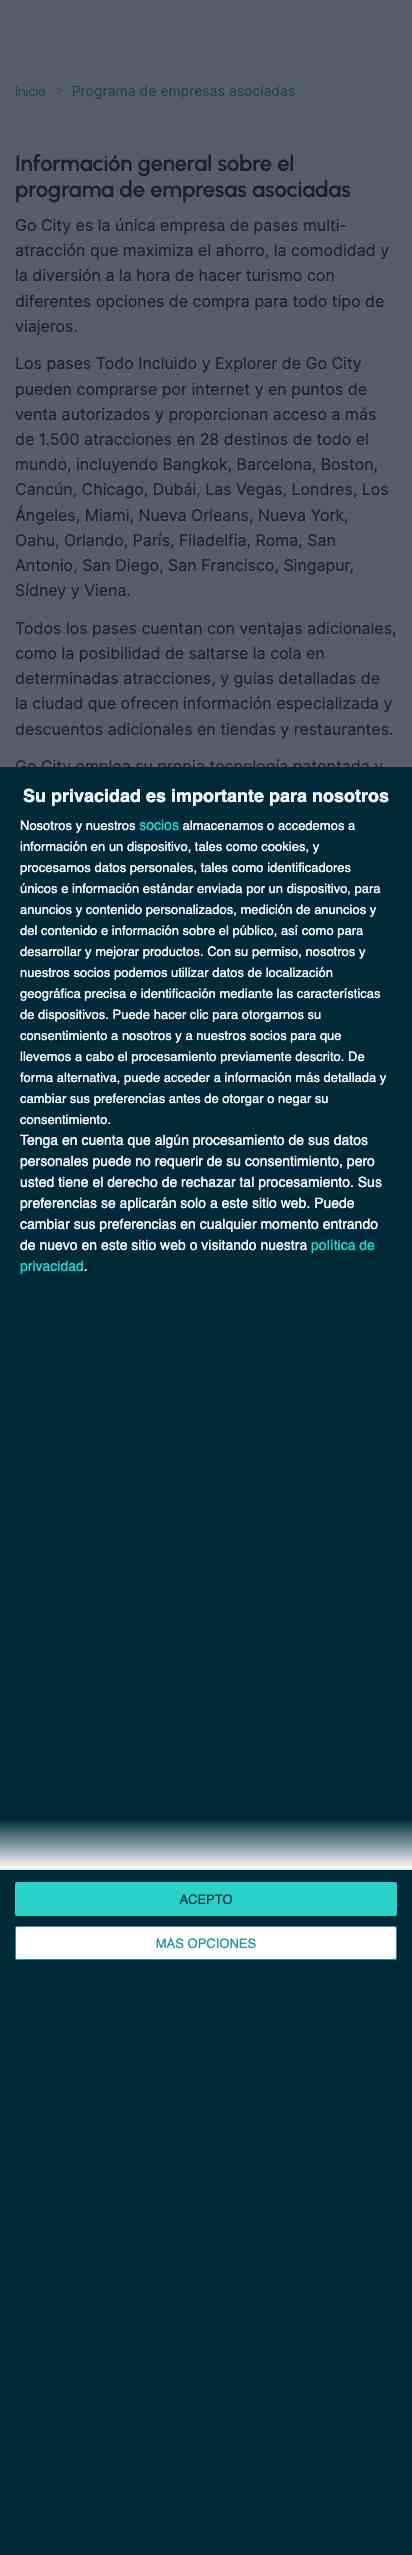 Inicio > Programa de empresas asociadas
Información general sobre el
programa de empresas asociadas
Go City es la única empresa de pases multi-
atracción que maximiza el ahorro, la comodidad y
la diversión a la hora de hacer turismo con
diferentes opciones de compra para todo tipo de
viajeros.
Los pases Todo Incluido y Explorer de Go City
pueden comprarse por internet y en puntos de
venta autorizados y proporcionan acceso a más
de 1.500 atracciones en 28 destinos de todo el
mundo, incluyendo Bangkok, Barcelona, Boston,
Cancún, Chicago, Dubái, Las Vegas, Londres, Los
Ángeles, Miami, Nueva Orleans, Nueva York,
Oahu, Orlando, París, Filadelfia, Roma, San
Antonio, San Diego, San Francisco, Singapur,
Sídney y Viena.
Todos los pases cuentan con ventajas adicionales,
como la posibilidad de saltarse la cola en
determinadas atracciones, y guías detalladas de
la ciudad que ofrecen información especializada y
descuentos adicionales en tiendas y restaurantes.
Go City emplea su propia tecnología patentada y
Su privacidad es importante para nosotros
Nosotros y nuestros socios almacenamos o accedemos a
información en un dispositivo, tales como cookies, y
procesamos datos personales, tales como identificadores
únicos e información estándar enviada por un dispositivo, para
anuncios y contenido personalizados, medición de anuncios y
del contenido e información sobre el público, así como para
desarrollar y mejorar productos. Con su permiso, nosotros y
nuestros socios podemos utilizar datos de localización
geográfica precisa e identificación mediante las características
de dispositivos. Puede hacer clic para otorgarnos su
consentimiento a nosotros y a nuestros socios para que
llevemos a cabo el procesamiento previamente descrito. De
forma alternativa, puede acceder a información más detallada y
cambiar sus preferencias antes de otorgar o negar su
consentimiento.
Tenga en cuenta que algún procesamiento de sus datos
personales puede no requerir de su consentimiento, pero
usted tiene el derecho de rechazar tal procesamiento. Sus
preferencias se aplicarán solo a este sitio web. Puede
cambiar sus preferencias en cualquier momento entrando
de nuevo en este sitio web o visitando nuestra política de
privacidad.
ACEPTO
MÁS OPCIONES